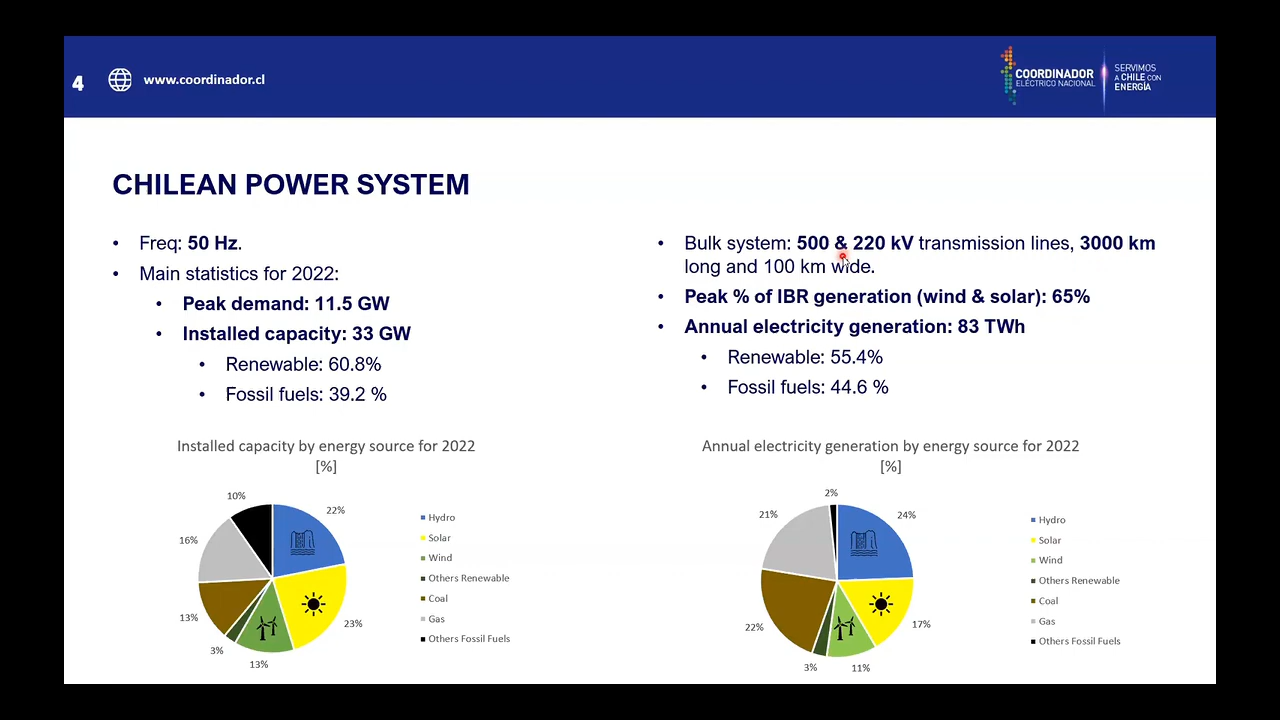 4
www.coordinador.cl
COORDINADOR
ELÉCTRICO NACIONAL
SERVIMOS
A CHILE CON
ENERGÍA
CHILEAN POWER SYSTEM
• Freq: 50 Hz.
• Main statistics for 2022:
• Peak demand: 11.5 GW
• Installed capacity: 33 GW
• Renewable: 60.8%
• Fossil fuels: 39.2 %
• Bulk system: 500 & 220 kV transmission lines, 3000 km
long and 100 km wide.
• Peak % of IBR generation (wind & solar): 65%
• Annual electricity generation: 83 TWh
• Renewable: 55.4%
• Fossil fuels: 44.6 %
Installed capacity by energy source for 2022
[%]
10%
22%
16%
13%
23%
3%
13%
Hydro
Solar
Wind
Others Renewable
Coal
Gas
Others Fossil Fuels
Annual electricity generation by energy source for 2022
[%]
2%
21%
24%
22%
17%
3%
11%
Hydro
Solar
Wind
Others Renewable
Coal
Gas
Others Fossil Fuels